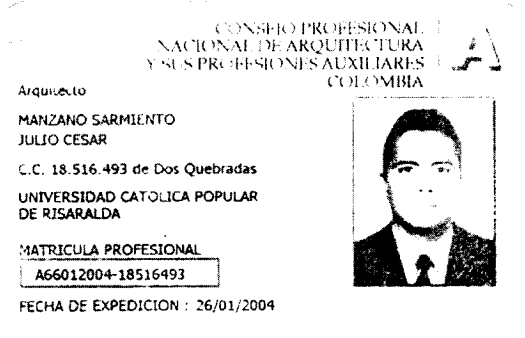 CONSEJO PROFESIONAL
NACIONAL DE ARQUITECTURA
Y SUS PROFESIONES AUXILIARES
COLOMBIA
Arquitecto
MANZANO SARMIENTO
JULIO CESAR
C.C. 18.516.493 de Dos Quebradas
UNIVERSIDAD CATOLICA POPULAR
DE RISARALDA
MATRICULA PROFESIONAL
A66012004-18516493
FECHA DE EXPEDICION : 26/01/2004